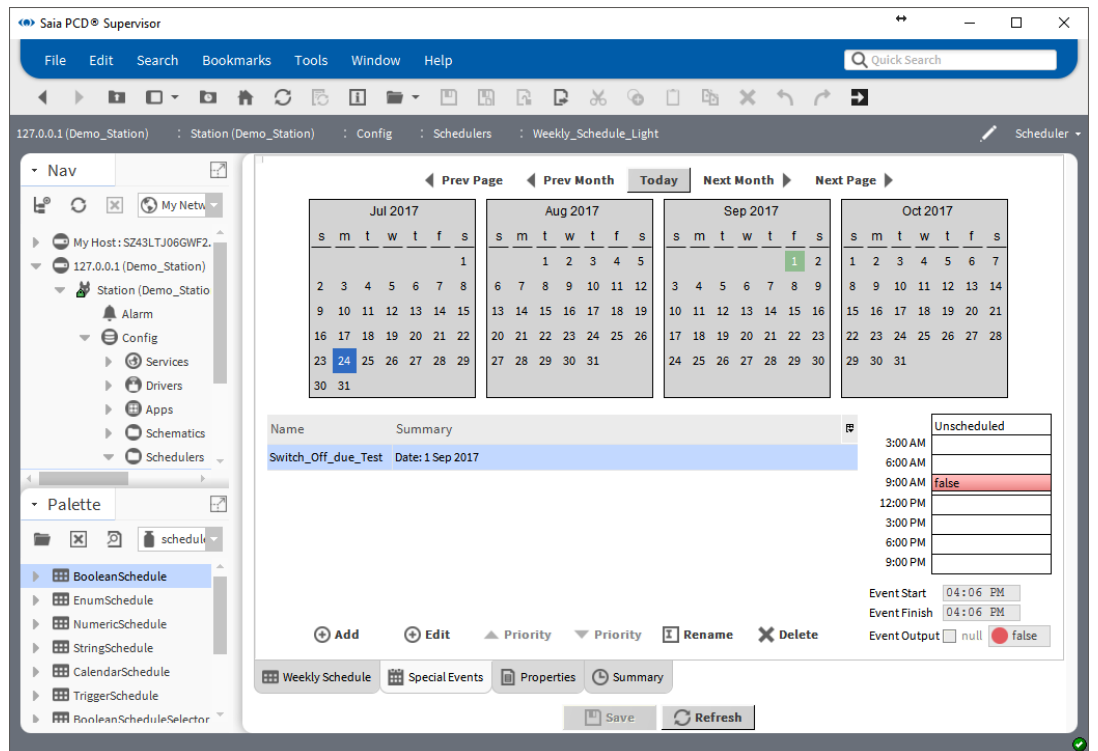 Saia PCD® Supervisor
File Edit Search Bookmarks Tools Window Help
Quick Search
127.0.0.1 (Demo_Station) : Station (Demo_Station) : Config : Schedulers : Weekly_Schedule_Light
Scheduler
Nav
My Netw
My Host : SZ43LTJ06GWF2.
127.0.0.1 (Demo_Station)
Station (Demo_Statio
Alarm
Config
Services
Drivers
Apps
Schematics
Schedulers
Palette
schedule
BooleanSchedule
EnumSchedule
NumericSchedule
StringSchedule
CalendarSchedule
TriggerSchedule
BooleanScheduleSelector
Prev Page Prev Month Today Next Month Next Page
Jul 2017
s m t w t f s
1
2 3 4 5 6 7 8
9 10 11 12 13 14 15
16 17 18 19 20 21 22
23 24 25 26 27 28 29
30 31
Aug 2017
s m t w t f s
1 2 3 4 5
6 7 8 9 10 11 12
13 14 15 16 17 18 19
20 21 22 23 24 25 26
27 28 29 30 31
Sep 2017
s m t w t f s
1 2
3 4 5 6 7 8 9
10 11 12 13 14 15 16
17 18 19 20 21 22 23
24 25 26 27 28 29 30
Oct 2017
s m t w t f s
1 2 3 4 5 6 7
8 9 10 11 12 13 14
15 16 17 18 19 20 21
22 23 24 25 26 27 28
29 30 31
Name Summary
Switch_Off_due_Test Date: 1 Sep 2017
Unscheduled
3:00 AM
6:00 AM
9:00 AM false
12:00 PM
3:00 PM
6:00 PM
9:00 PM
Event Start 04:06 PM
Event Finish 04:06 PM
Event Output null false
Add Edit Priority Priority Rename Delete
Weekly Schedule Special Events Properties Summary
Save Refresh